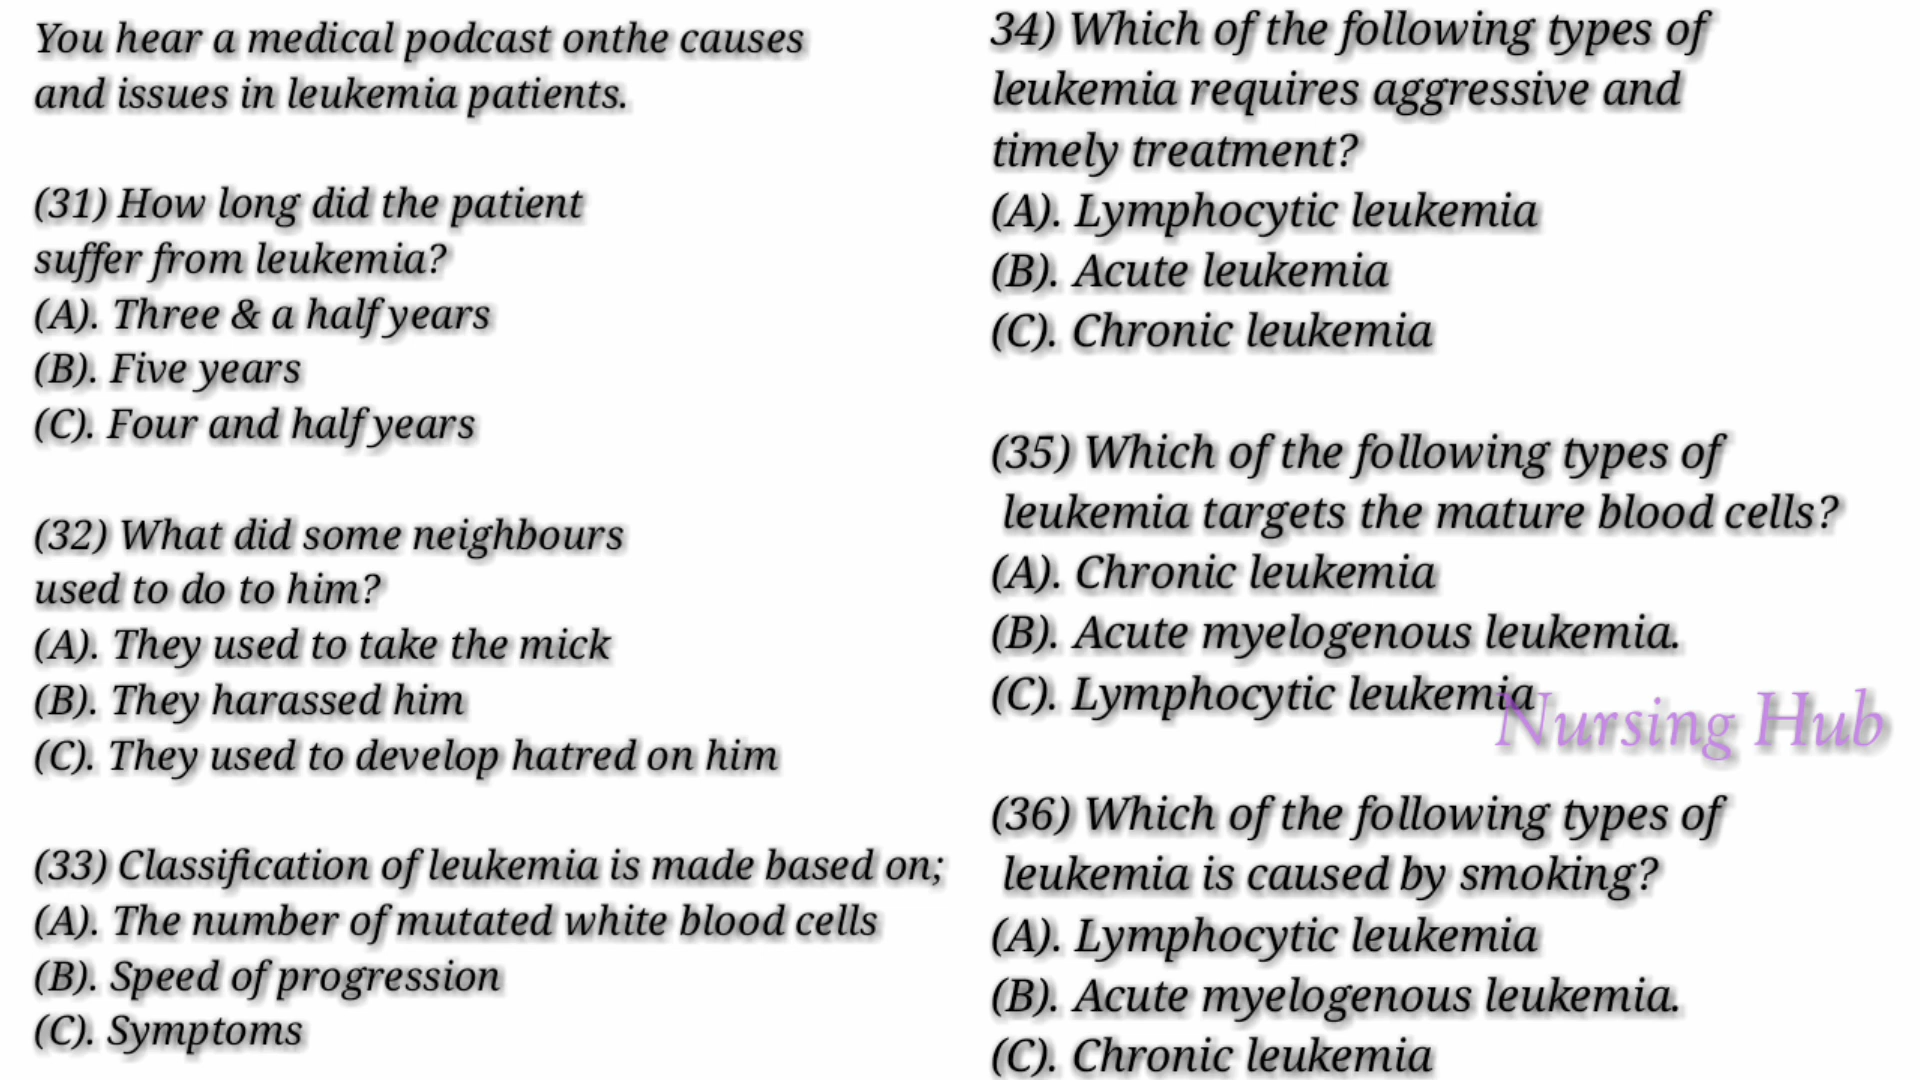 You hear a medical podcast onthe causes
and issues in leukemia patients.
(31) How long did the patient
suffer from leukemia?
(A). Three & a half years
(B). Five years
(C). Four and half years
(32) What did some neighbours
used to do to him?
(A). They used to take the mick
(B). They harassed him
(C). They used to develop hatred on him
(33) Classification of leukemia is made based on;
(A). The number of mutated white blood cells
(B). Speed of progression
(C). Symptoms
34) Which of the following types of
leukemia requires aggressive and
timely treatment?
(A). Lymphocytic leukemia
(B). Acute leukemia
(C). Chronic leukemia
(35) Which of the following types of
leukemia targets the mature blood cells?
(A). Chronic leukemia
(B). Acute myelogenous leukemia.
(C). Lymphocytic leukemia
Nursing Hub
(36) Which of the following types of
leukemia is caused by smoking?
(A). Lymphocytic leukemia
(B). Acute myelogenous leukemia.
(C). Chronic leukemia